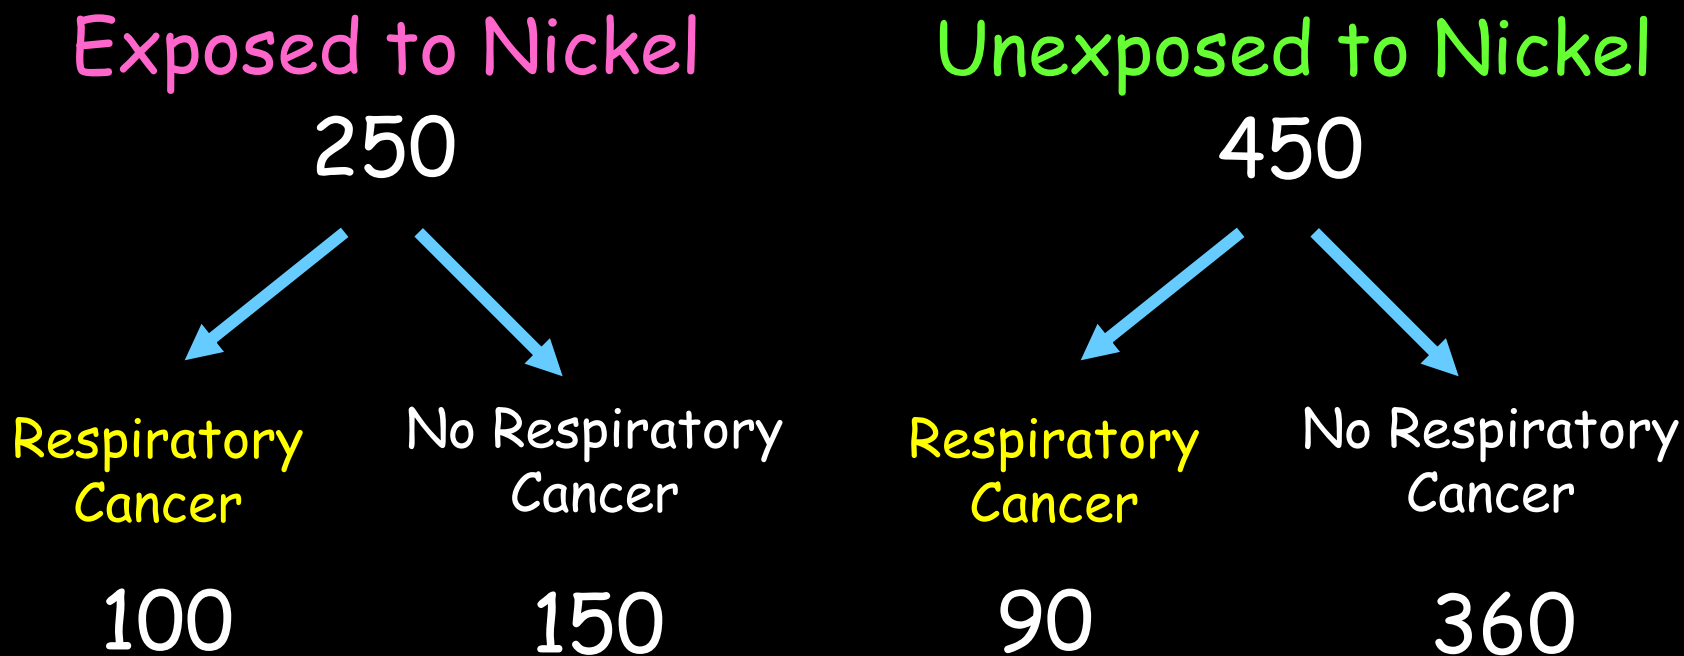 Exposed to Nickel
250
Respiratory
Cancer
100
No Respiratory
Cancer
150
Unexposed to Nickel
450
Respiratory
Cancer
90
No Respiratory
Cancer
360